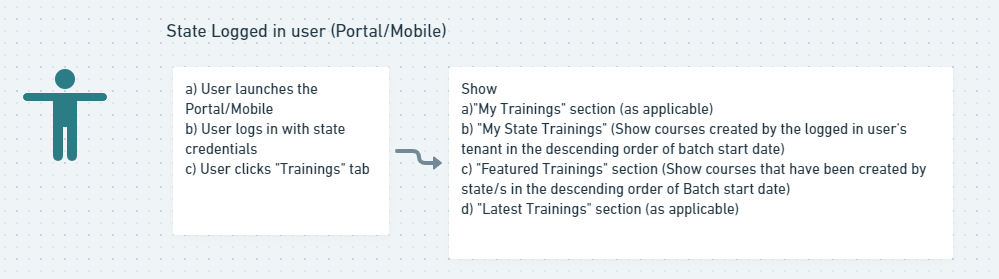 State Logged in user (Portal/Mobile)
a) User launches the
Portal/Mobile
b) User logs in with state
credentials
c) User clicks "Trainings" tab
Show
a)"My Trainings" section (as applicable)
b) "My State Trainings" (Show courses created by the logged in user's
tenant in the descending order of batch start date)
c) "Featured Trainings" section (Show courses that have been created by
state/s in the descending order of Batch start date)
d) "Latest Trainings" section (as applicable)